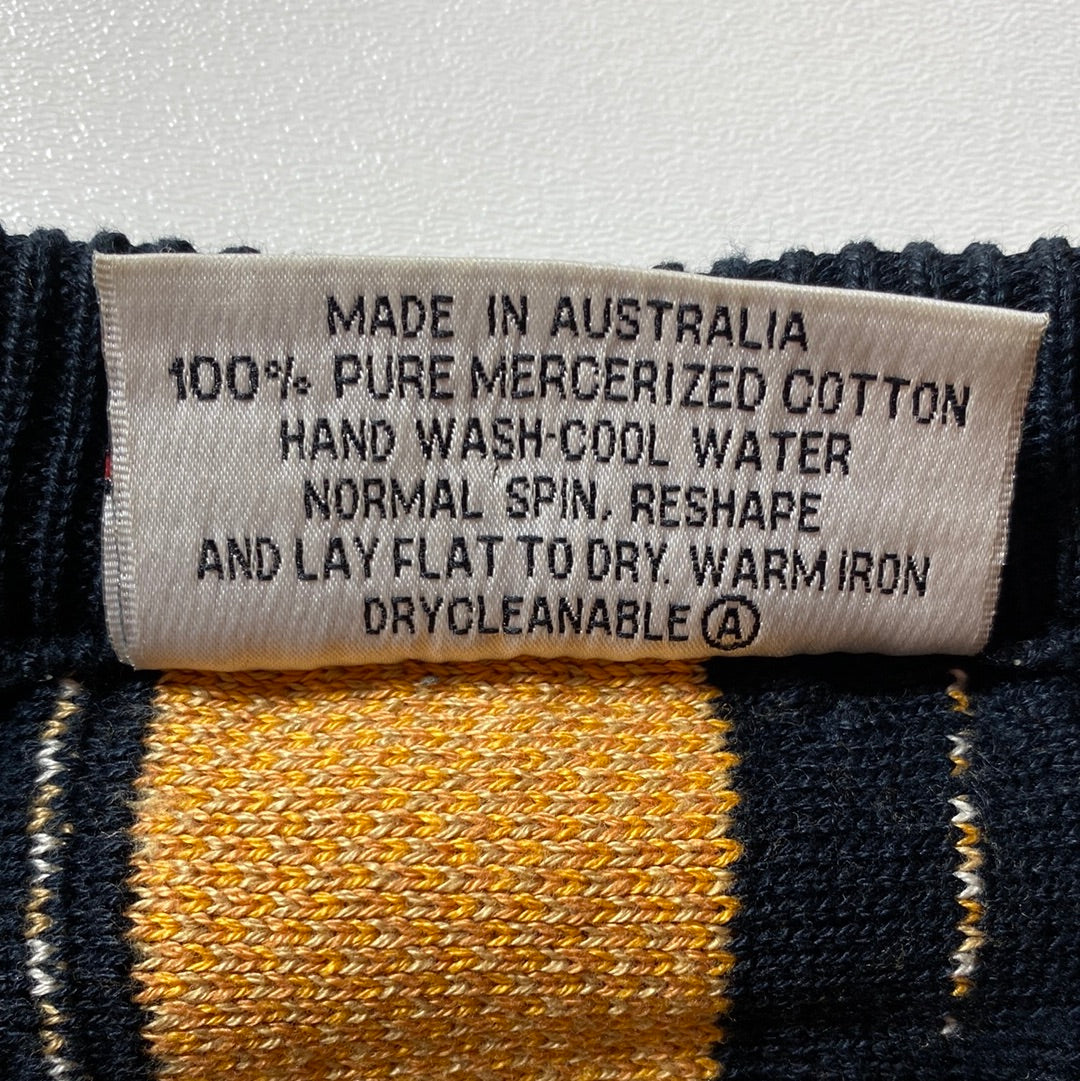 MADE IN AUSTRALIA
100% PURE MERCERIZED COTTON
HAND WASH-COOL WATER
NORMAL SPIN. RESHAPE
AND LAY FLAT TO DRY. WARM IRON
DRYCLEANABLE Ⓐ